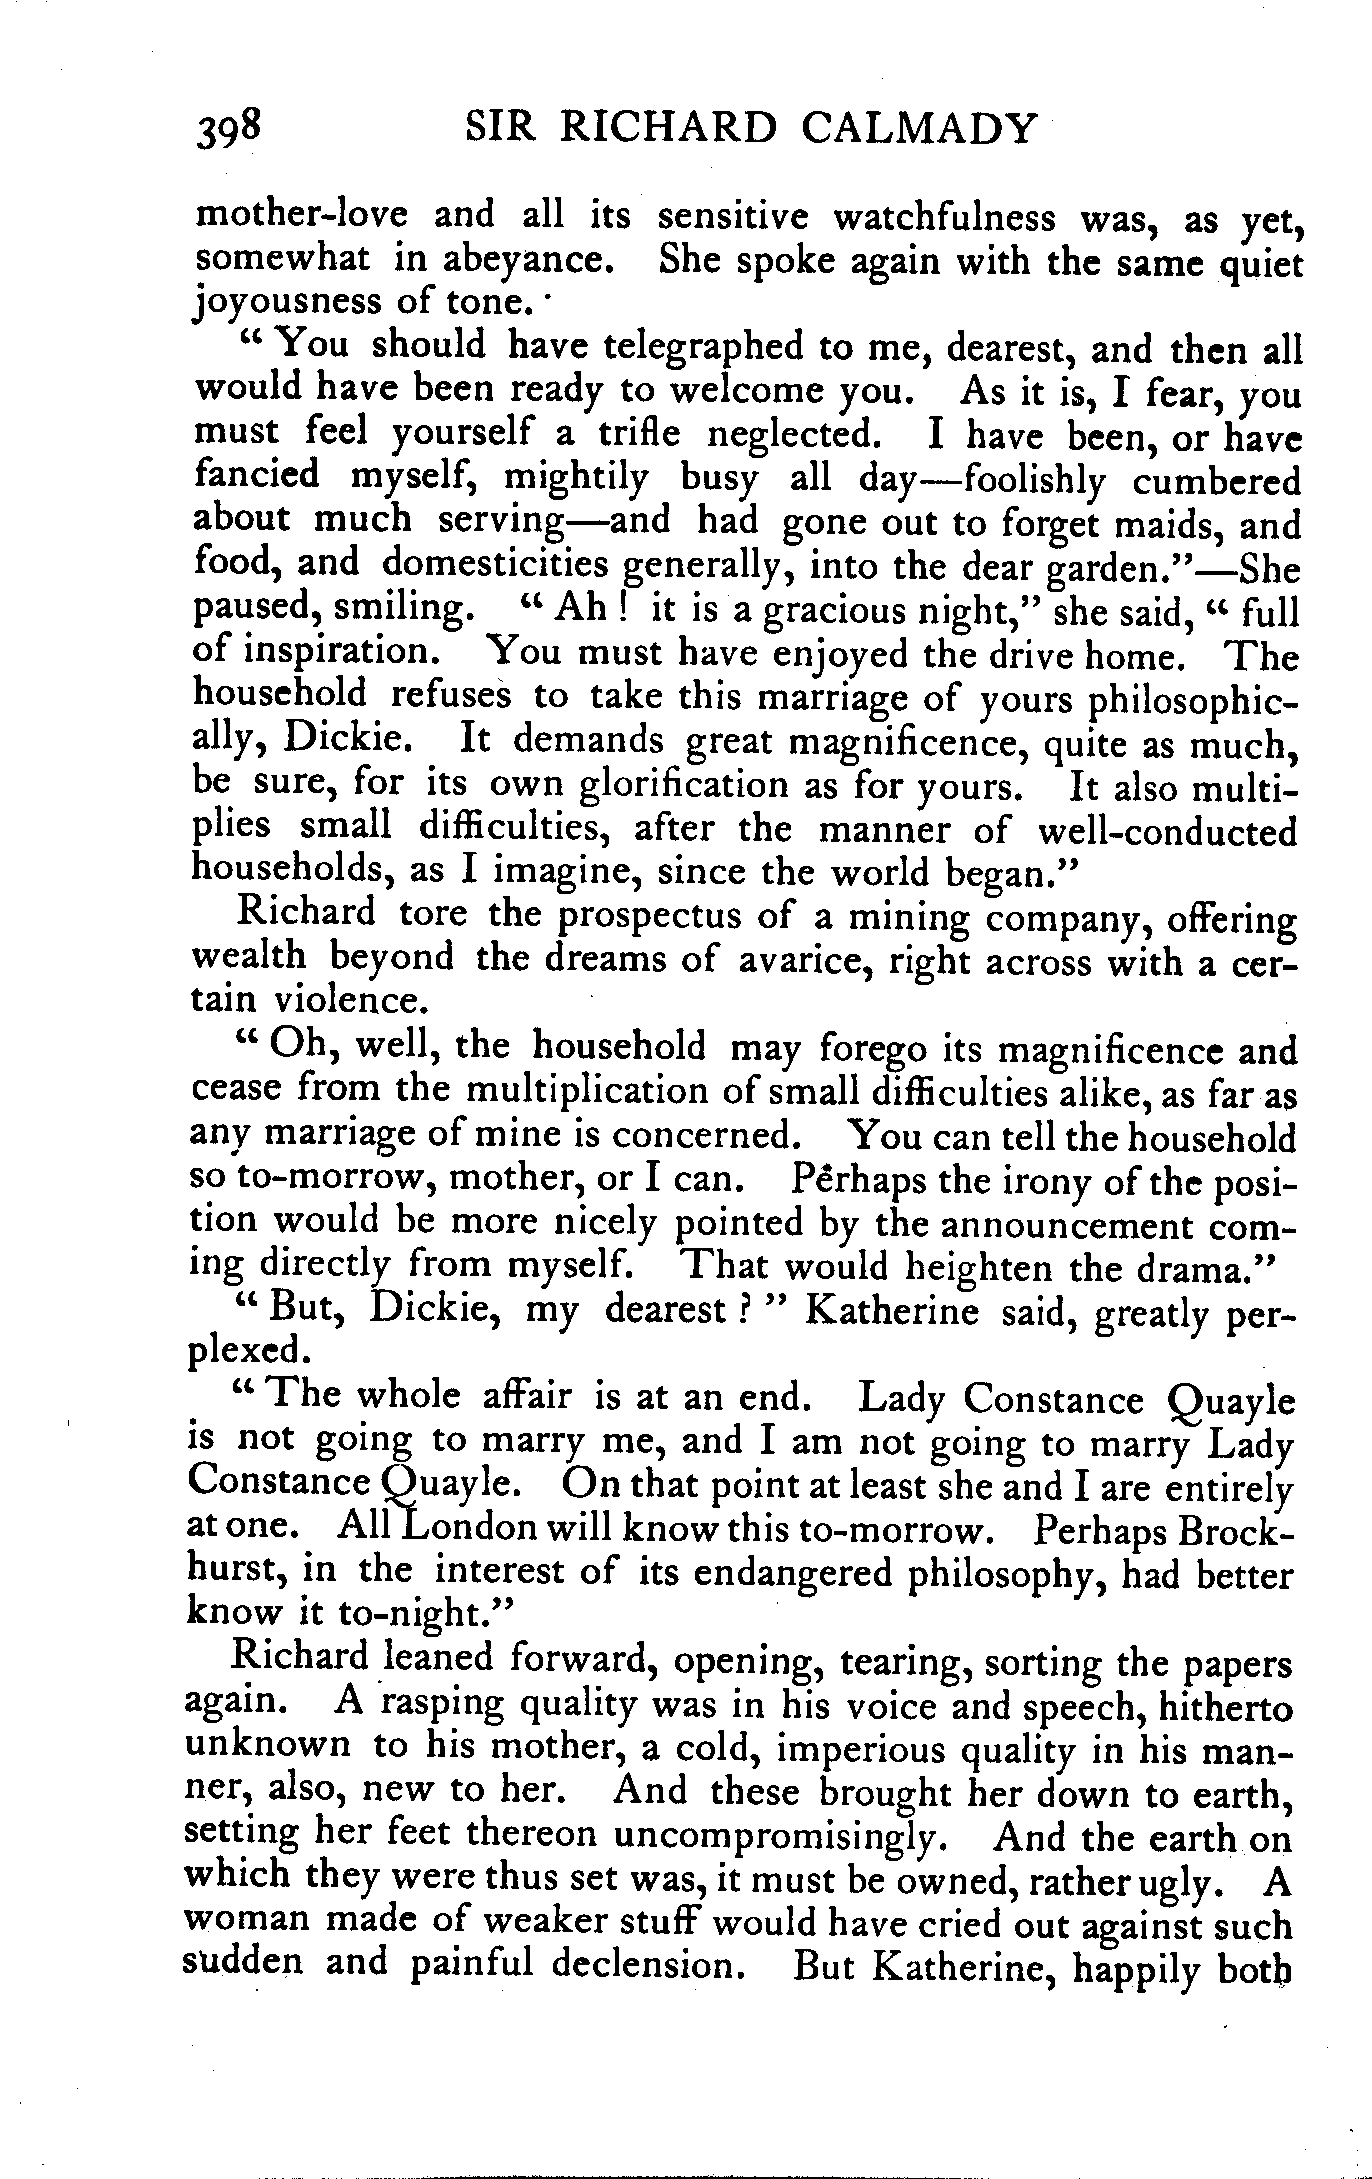 398 SIR RICHARD CALMADY
mother-love and all its sensitive watchfulness was, as yet,
somewhat in abeyance. She spoke again with the same quiet
joyousness of tone.
“ You should have telegraphed to me, dearest, and then all
would have been ready to welcome you. As it is, I fear, you
must feel yourself a trifle neglected. I have been, or have
fancied myself, mightily busy all day—foolishly cumbered
about much serving—and had gone out to forget maids, and
food, and domesticities generally, into the dear garden.”—She
paused, smiling. “ Ah ! it is a gracious night,” she said, “ full
of inspiration. You must have enjoyed the drive home. The
household refuses to take this marriage of yours philosophic-
ally, Dickie. It demands great magnificence, quite as much,
be sure, for its own glorification as for yours. It also multi-
plies small difficulties, after the manner of well-conducted
households, as I imagine, since the world began.”
Richard tore the prospectus of a mining company, offering
wealth beyond the dreams of avarice, right across with a cer-
tain violence.
“ Oh, well, the household may forego its magnificence and
cease from the multiplication of small difficulties alike, as far as
any marriage of mine is concerned. You can tell the household
so to-morrow, mother, or I can. Perhaps the irony of the posi-
tion would be more nicely pointed by the announcement com-
ing directly from myself. That would heighten the drama.”
“ But, Dickie, my dearest ? ” Katherine said, greatly per-
plexed.
“ The whole affair is at an end. Lady Constance Quayle
is not going to marry me, and I am not going to marry Lady
Constance Quayle. On that point at least she and I are entirely
at one. All London will know this to-morrow. Perhaps Brock-
hurst, in the interest of its endangered philosophy, had better
know it to-night.”
Richard leaned forward, opening, tearing, sorting the papers
again. A rasping quality was in his voice and speech, hitherto
unknown to his mother, a cold, imperious quality in his man-
ner, also, new to her. And these brought her down to earth,
setting her feet thereon uncompromisingly. And the earth on
which they were thus set was, it must be owned, rather ugly. A
woman made of weaker stuff would have cried out against such
sudden and painful declension. But Katherine, happily both